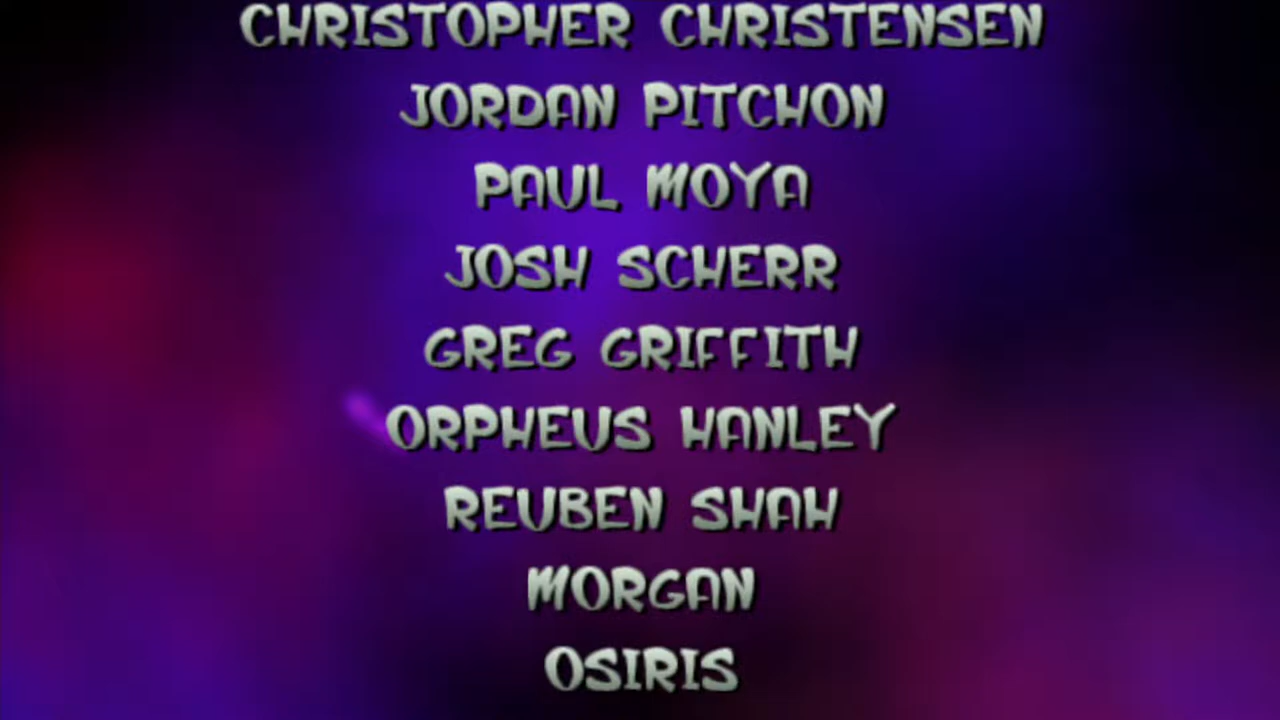 CHRISTOPHER CHRISTENSEN
JORDAN PITCHON
PAUL MOYA
JOSH SCHERR
GREG GRIFFITH
ORPHEUS HANLEY
REUBEN SHAH
MORGAN
OSIRIS